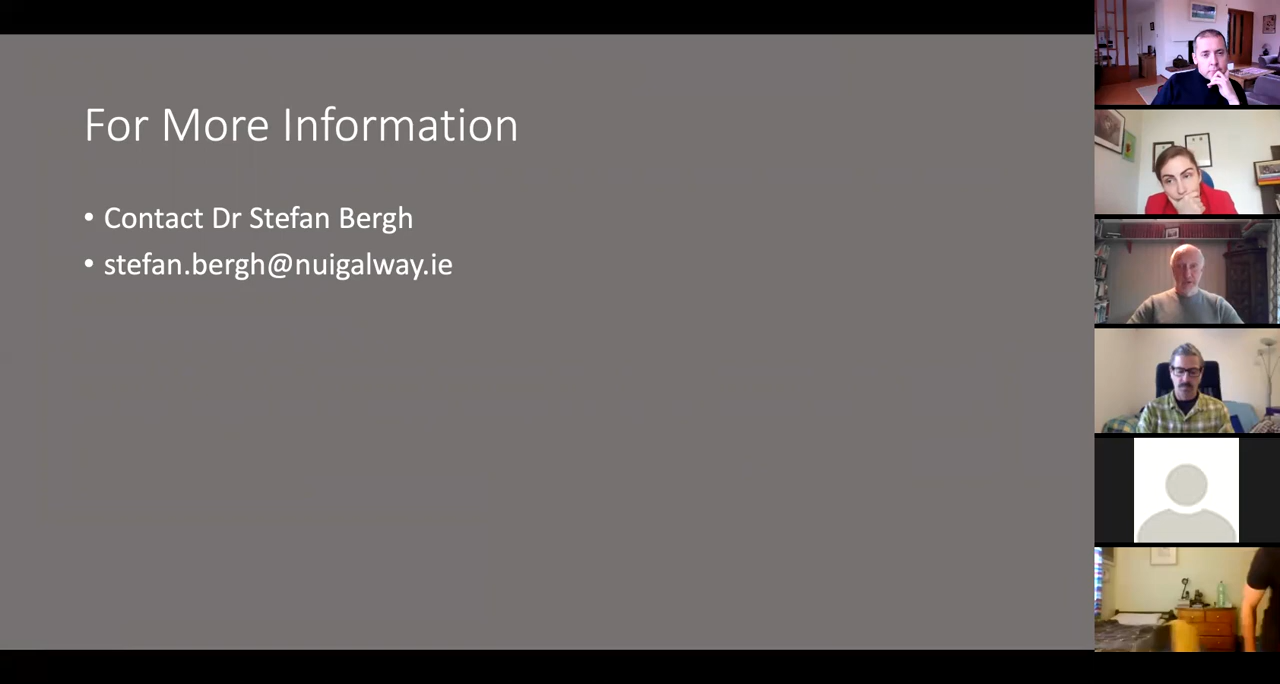 For More Information
• Contact Dr Stefan Bergh
• stefan.bergh@nuigalway.ie